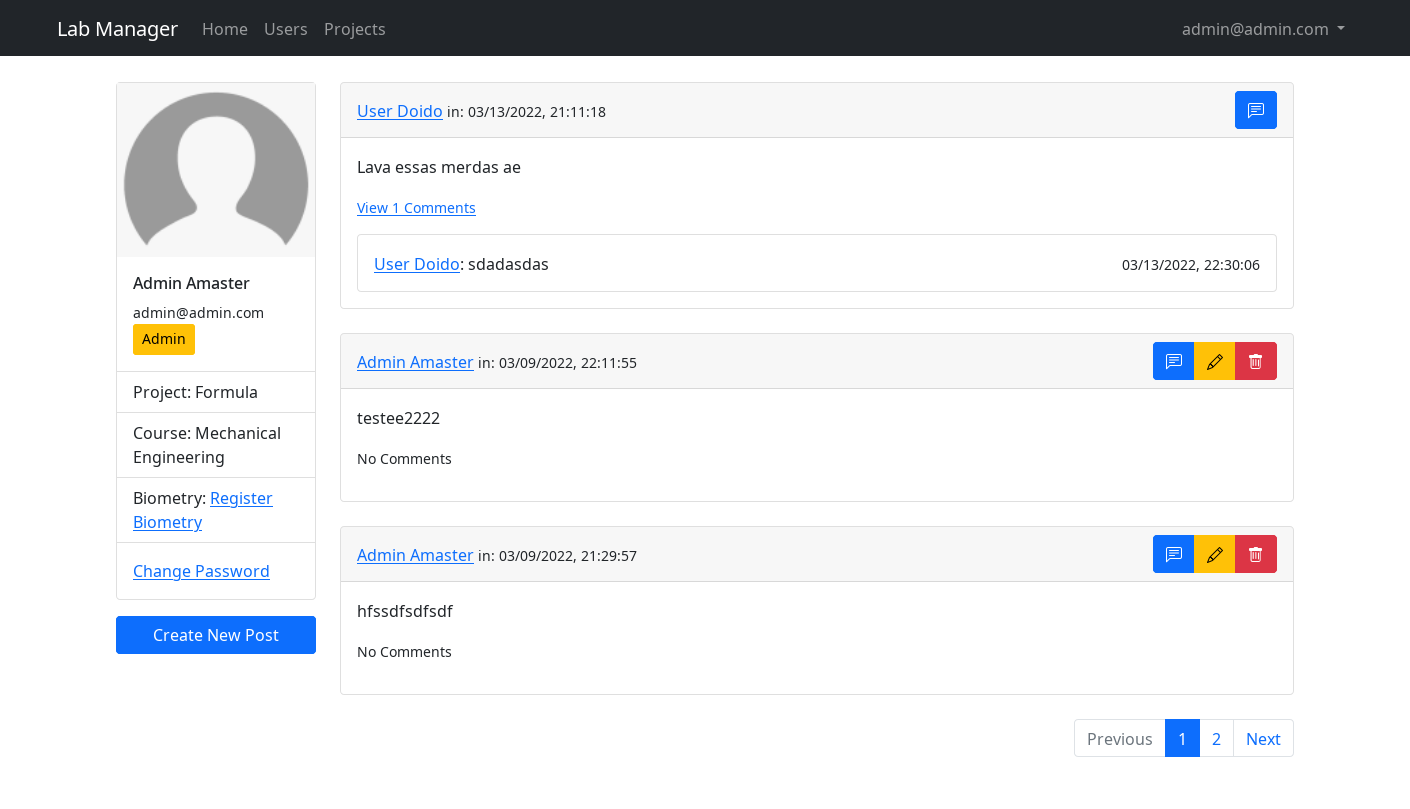 Lab Manager Home Users Projects admin@admin.com
Admin Amaster
admin@admin.com
Admin
Project: Formula
Course: Mechanical
Engineering
Biometry: Register
Biometry
Change Password
Create New Post
User Doido in: 03/13/2022, 21:11:18
Lava essas merdas ae
View 1 Comments
User Doido: sdadasdas 03/13/2022, 22:30:06
Admin Amaster in: 03/09/2022, 22:11:55
testee2222
No Comments
Admin Amaster in: 03/09/2022, 21:29:57
hfssdfsdfsdf
No Comments
Previous 1 2 Next